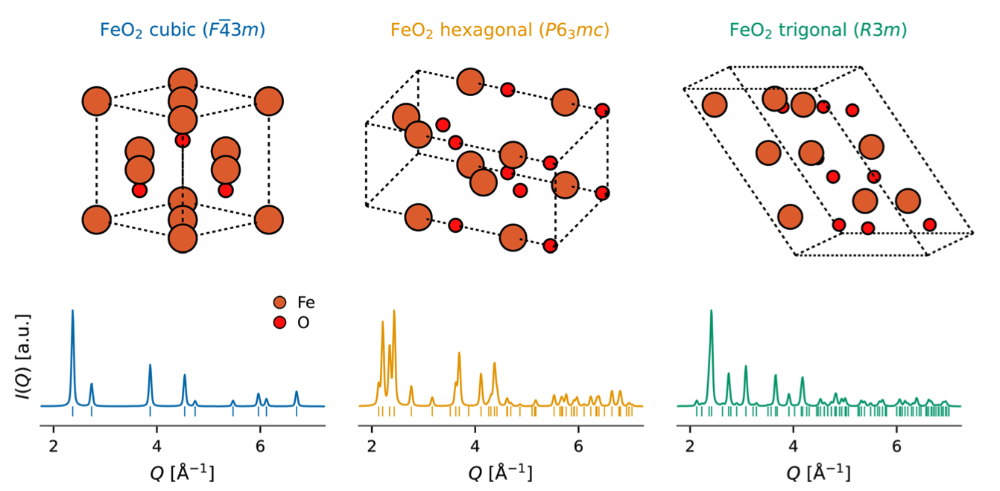 FeO₂ cubic (F4̅3m)
FeO₂ hexagonal (P6₃mc)
FeO₂ trigonal (R3m)
Fe
O
I(Q) [a.u.]
2 4 6
2 4 6
2 4 6
Q [Å⁻¹]
Q [Å⁻¹]
Q [Å⁻¹]